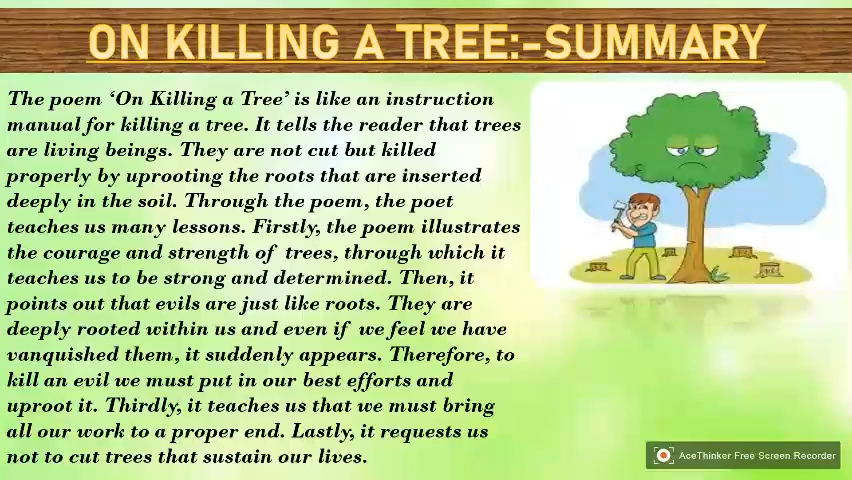 ON KILLING A TREE:-SUMMARY
The poem ‘On Killing a Tree’ is like an instruction
manual for killing a tree. It tells the reader that trees
are living beings. They are not cut but killed
properly by uprooting the roots that are inserted
deeply in the soil. Through the poem, the poet
teaches us many lessons. Firstly, the poem illustrates
the courage and strength of trees, through which it
teaches us to be strong and determined. Then, it
points out that evils are just like roots. They are
deeply rooted within us and even if we feel we have
vanquished them, it suddenly appears. Therefore, to
kill an evil we must put in our best efforts and
uproot it. Thirdly, it teaches us that we must bring
all our work to a proper end. Lastly, it requests us
not to cut trees that sustain our lives.
AceThinker Free Screen Recorder